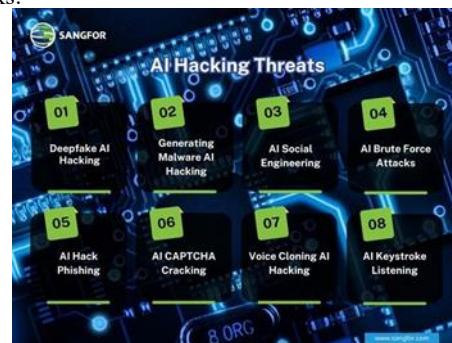 ks.
SANGFOR
AI Hacking Threats
01
Deepfake AI
Hacking
02
Generating
Malware AI
Hacking
03
AI Social
Engineering
04
AI Brute Force
Attacks
05
AI Hack
Phishing
06
AI CAPTCHA
Cracking
07
Voice Cloning AI
Hacking
08
AI Keystroke
Listening
8 ORG
www.sangfor.com